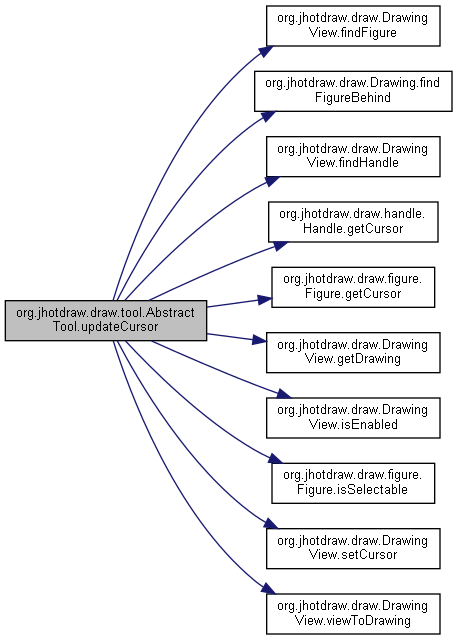 org.jhotdraw.draw.Drawing
View.findFigure
org.jhotdraw.draw.Drawing.find
FigureBehind
org.jhotdraw.draw.Drawing
View.findHandle
org.jhotdraw.draw.handle.
Handle.getCursor
org.jhotdraw.draw.figure.
Figure.getCursor
org.jhotdraw.draw.tool.Abstract
Tool.updateCursor
org.jhotdraw.draw.Drawing
View.getDrawing
org.jhotdraw.draw.Drawing
View.isEnabled
org.jhotdraw.draw.figure.
Figure.isSelectable
org.jhotdraw.draw.Drawing
View.setCursor
org.jhotdraw.draw.Drawing
View.viewToDrawing